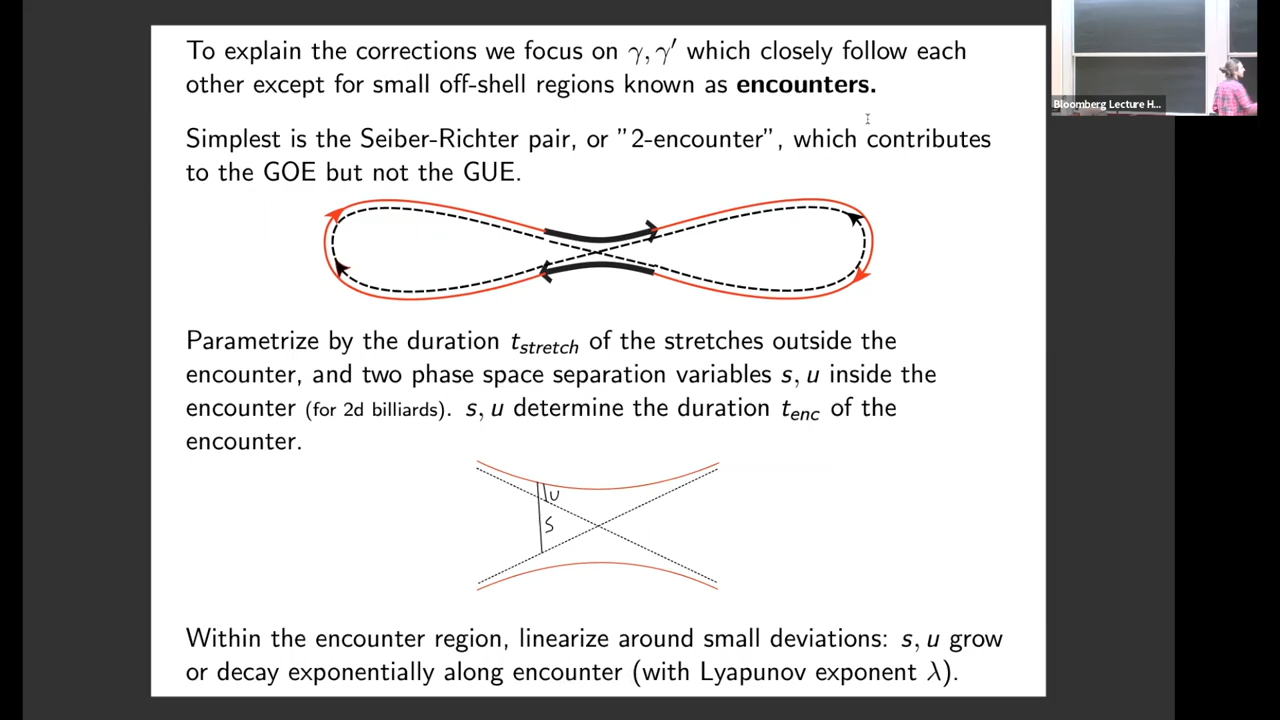 To explain the corrections we focus on γ, γ′ which closely follow each
other except for small off-shell regions known as encounters.
Bloomberg Lecture H...
Simplest is the Seiber-Richter pair, or ”2-encounter”, which contributes
to the GOE but not the GUE.
Parametrize by the duration t_stretch of the stretches outside the
encounter, and two phase space separation variables s, u inside the
encounter (for 2d billiards). s, u determine the duration t_enc of the
encounter.
u
s
Within the encounter region, linearize around small deviations: s, u grow
or decay exponentially along encounter (with Lyapunov exponent λ).